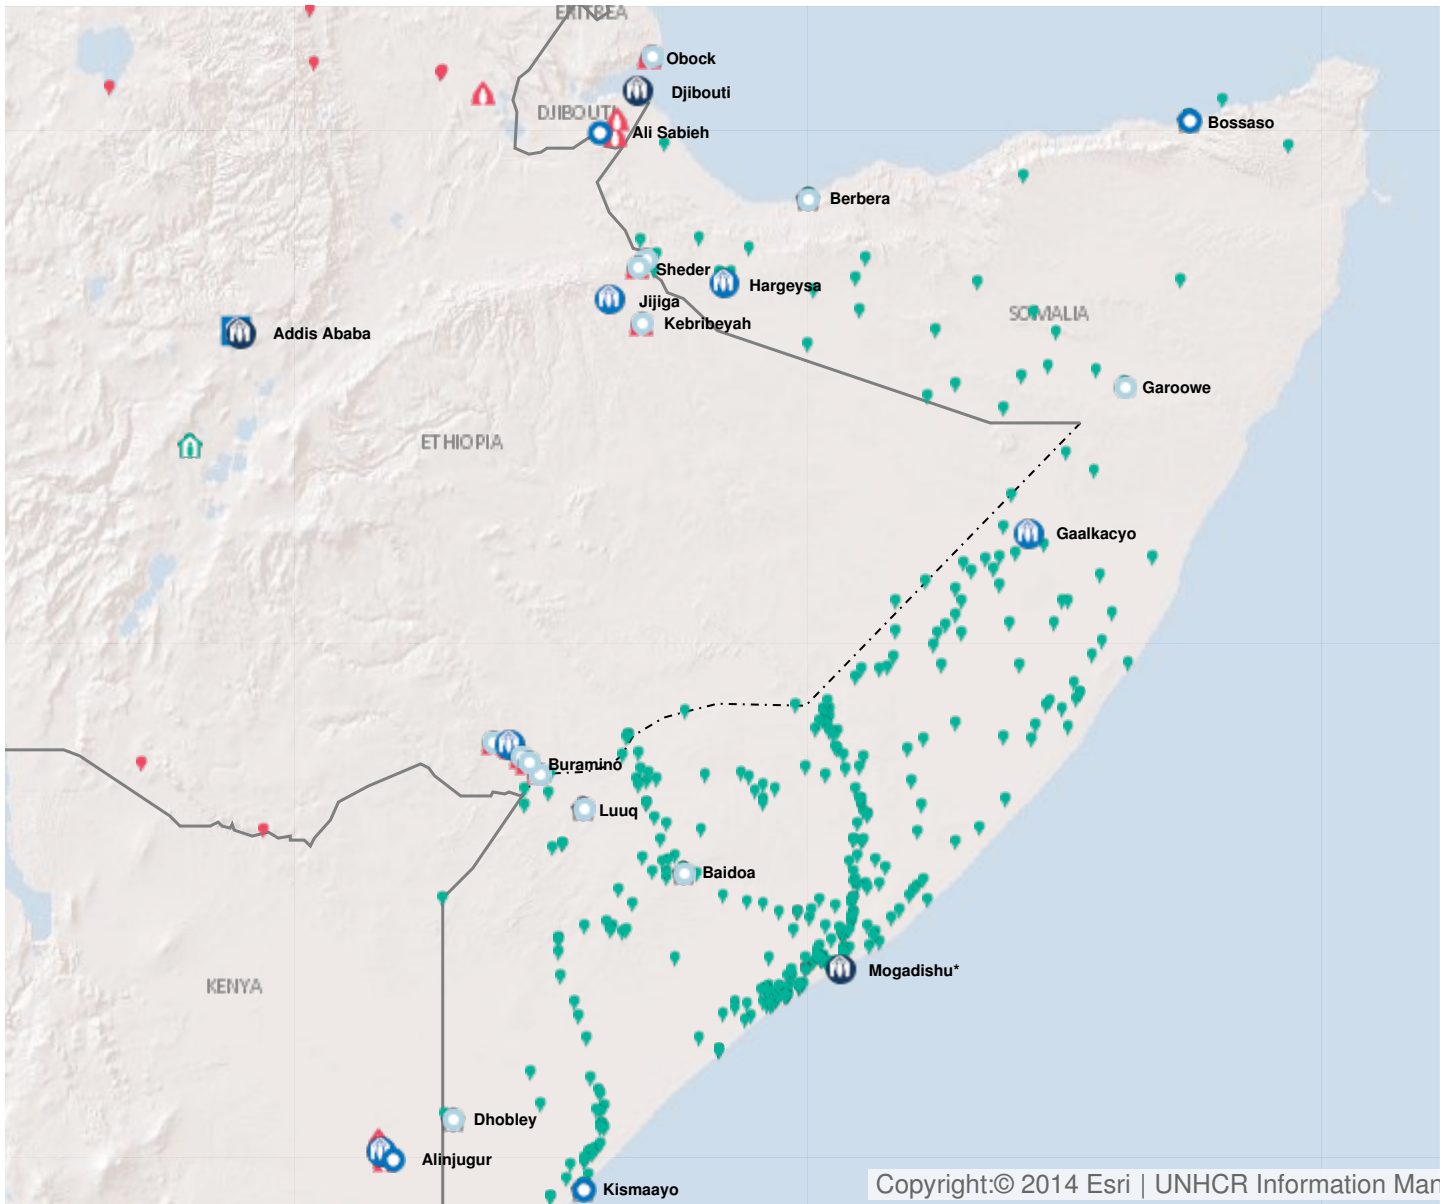 ERITREA
Obock
Djibouti
DJIBOUTI
Ali Sabieh
Bossaso
Berbera
Sheder
Hargeysa
Jijiga
SOMALIA
Kebribeyah
Addis Ababa
Garoowe
ETHIOPIA
Gaalkacyo
Buramino
Luuq
Baidoa
Mogadishu*
KENYA
Dhobley
Alinjugur
Kismaayo
Copyright:© 2014 Esri | UNHCR Information Man